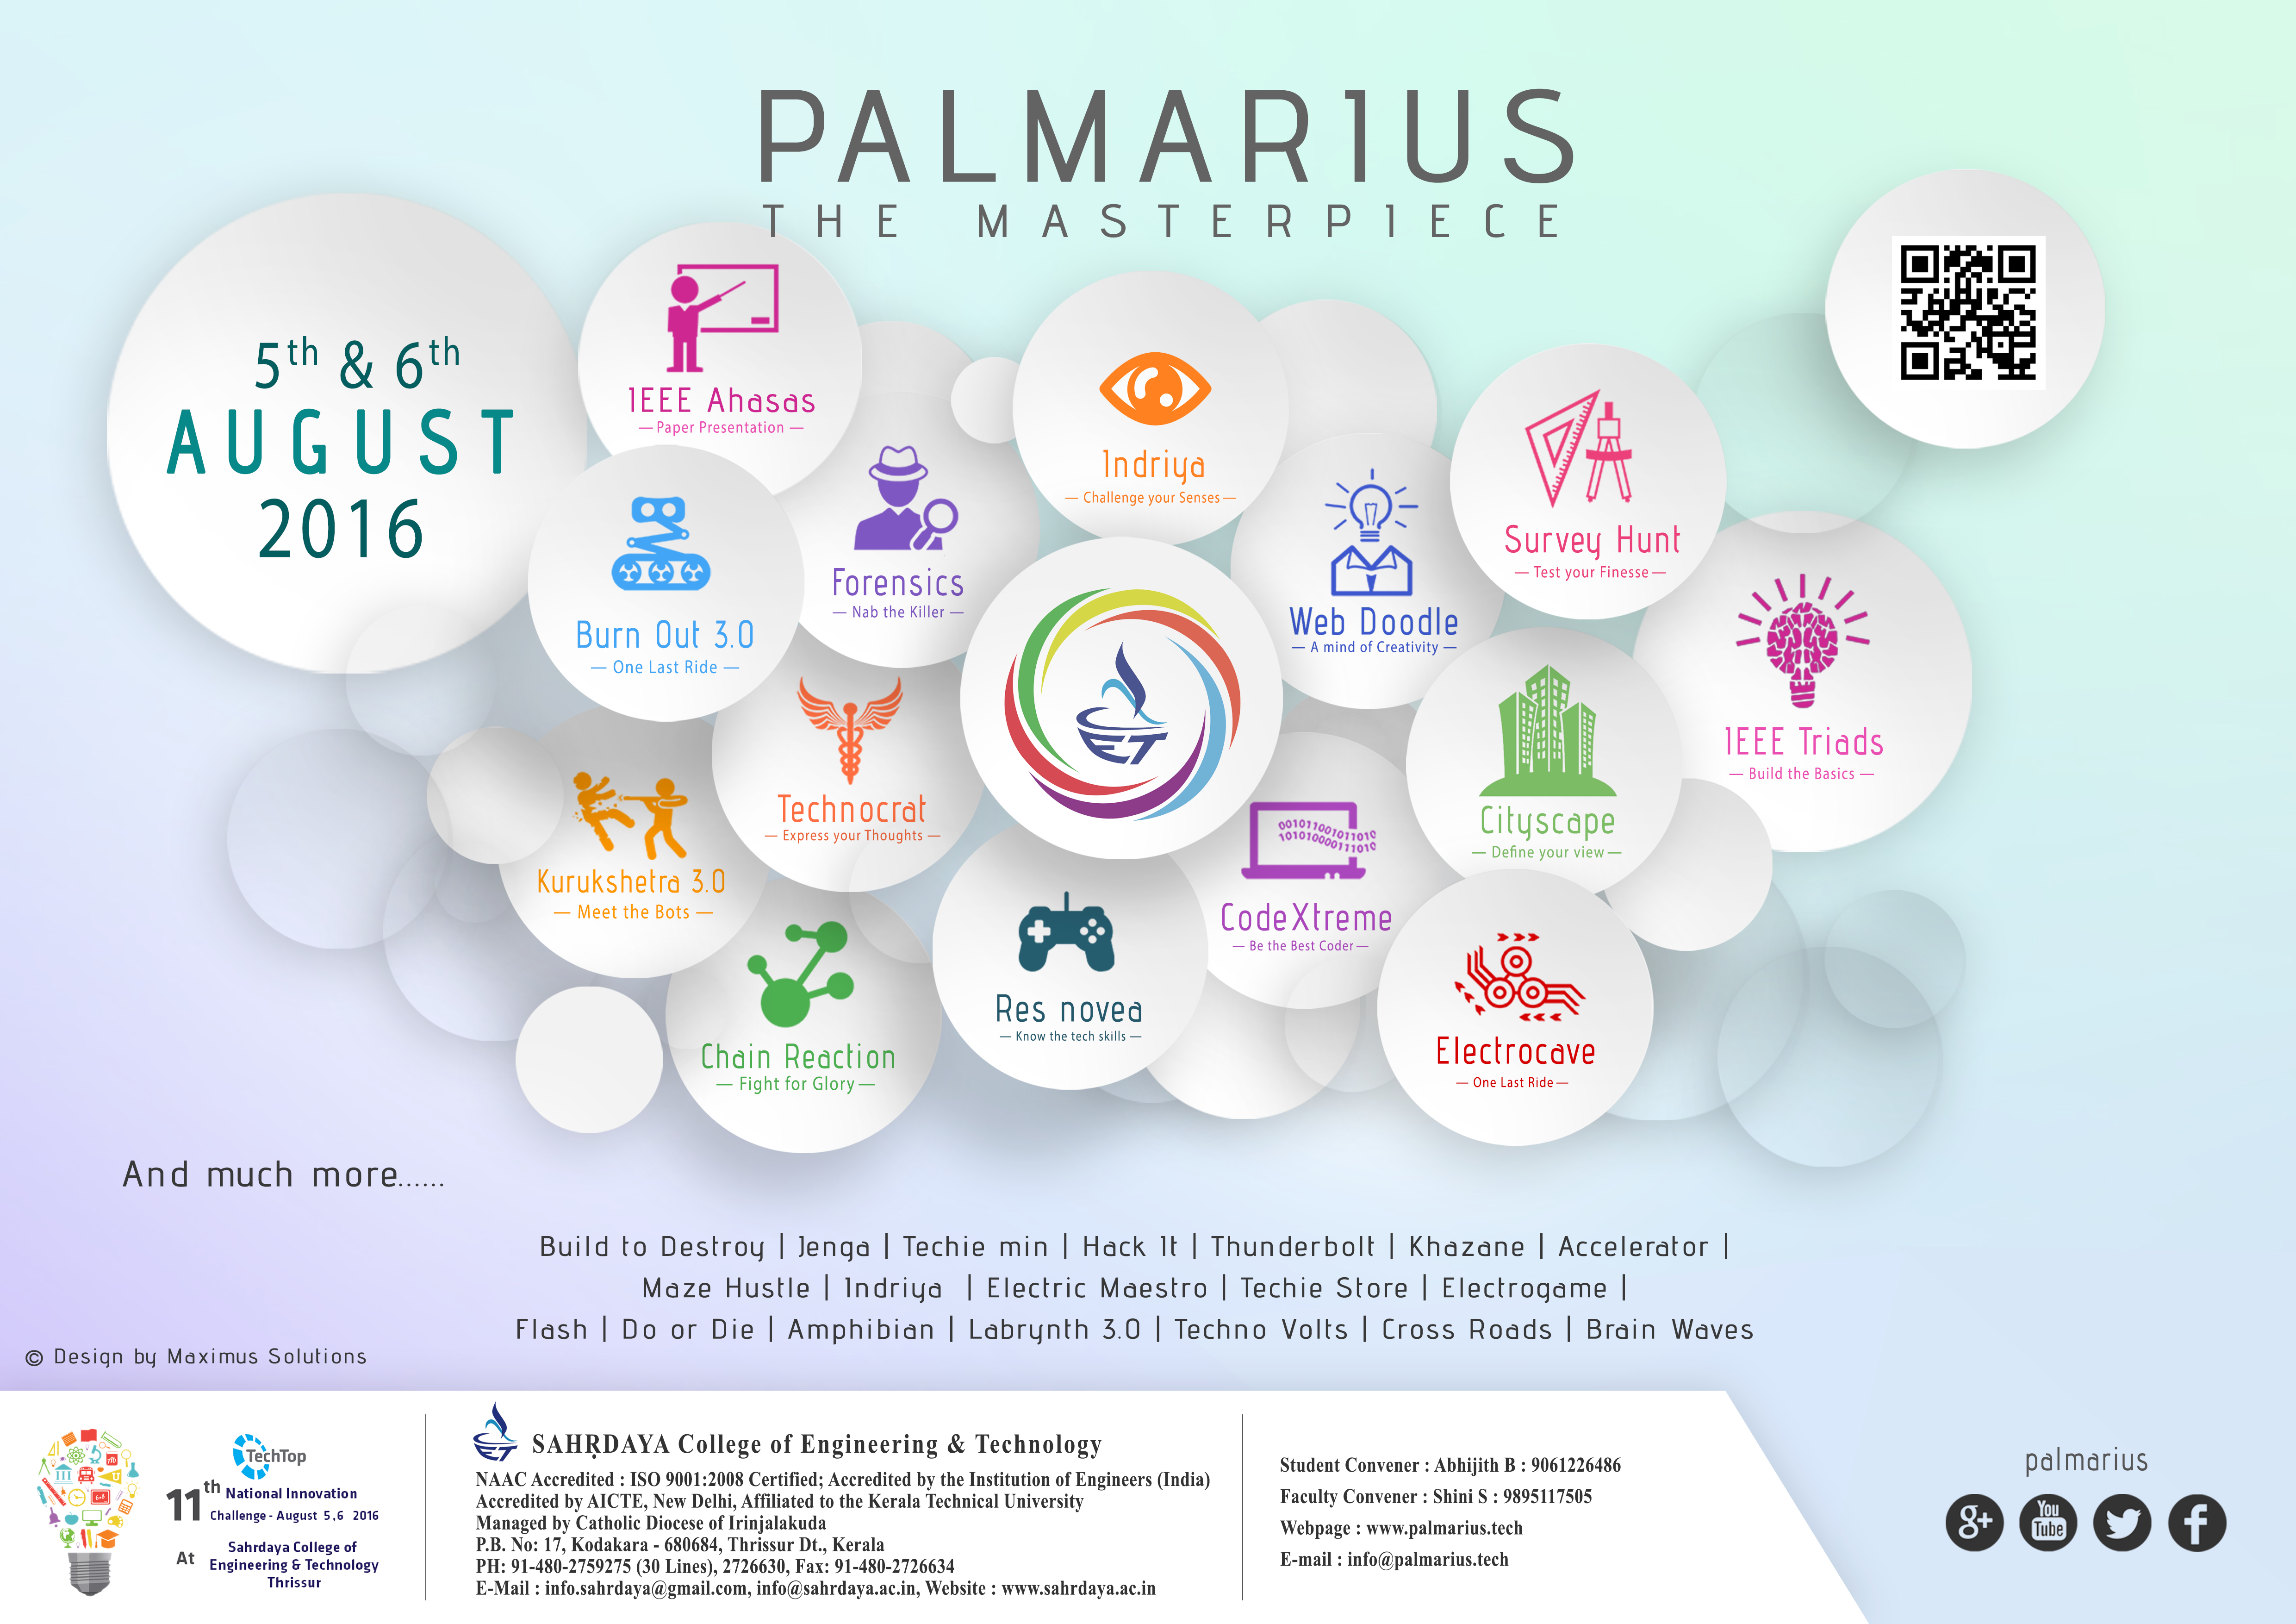 PALMARIUS
THE MASTERPIECE
5th & 6th
AUGUST
2016
IEEE Ahasas
— Paper Presentation —
Indriya
— Challenge your Senses —
Survey Hunt
— Test your Finesse —
Forensics
— Nab the Killer —
Burn Out 3.0
— One Last Ride —
Web Doodle
— A mind of Creativity —
IEEE Triads
— Build the Basics —
ET
Technocrat
— Express your Thoughts —
Cityscape
— Define your view —
Kurukshetra 3.0
— Meet the Bots —
001011001011010
10101000011010
CodeXtreme
— Be the Best Coder —
Res novea
— Know the tech skills —
Chain Reaction
— Fight for Glory —
Electrocave
— One Last Ride —
And much more......
Build to Destroy | Jenga | Techie min | Hack It | Thunderbolt | Khazane | Accelerator |
Maze Hustle | Indriya | Electric Maestro | Techie Store | Electrogame |
Flash | Do or Die | Amphibian | Labrynth 3.0 | Techno Volts | Cross Roads | Brain Waves
© Design by Maximus Solutions
TechTop
11th National Innovation
Challenge - August 5,6 2016
At Sahrdaya College of
Engineering & Technology
Thrissur
ET
SAHṚDAYA College of Engineering & Technology
NAAC Accredited : ISO 9001:2008 Certified; Accredited by the Institution of Engineers (India)
Accredited by AICTE, New Delhi, Affiliated to the Kerala Technical University
Managed by Catholic Diocese of Irinjalakuda
P.B. No: 17, Kodakara - 680684, Thrissur Dt., Kerala
PH: 91-480-2759275 (30 Lines), 2726630, Fax: 91-480-2726634
E-Mail : info.sahrdaya@gmail.com, info@sahrdaya.ac.in, Website : www.sahrdaya.ac.in
Student Convener : Abhijith B : 9061226486
Faculty Convener : Shini S : 9895117505
Webpage : www.palmarius.tech
E-mail : info@palmarius.tech
palmarius
g+
You
Tube
f